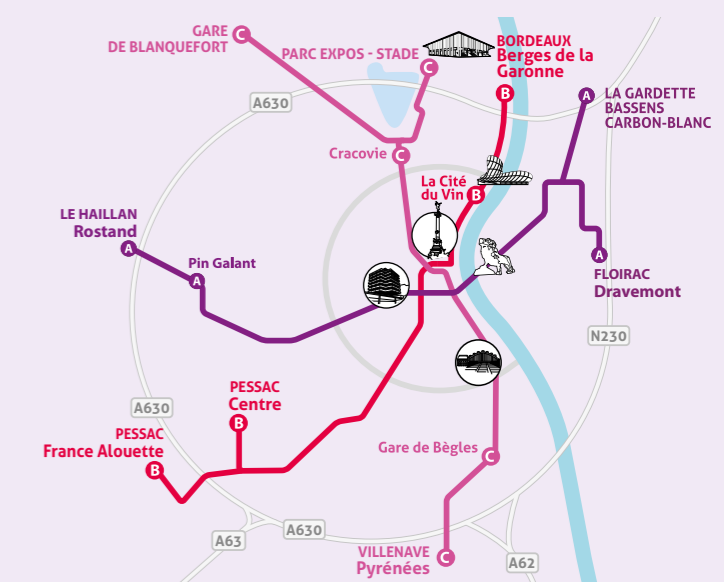 GARE
DE BLANQUEFORT
C
PARC EXPOS - STADE
C
BORDEAUX
Berges de la
Garonne
B
A
LA GARDETTE
BASSENS
CARBON-BLANC
A630
Cracovie
C
La Cité
du Vin
B
LE HAILLAN
Rostand
A
Pin Galant
A
A
FLOIRAC
Dravemont
N230
PESSAC
Centre
B
A630
PESSAC
France Alouette
B
Gare de Bègles
C
A630
A63
VILLENAVE
Pyrénées
C
A62